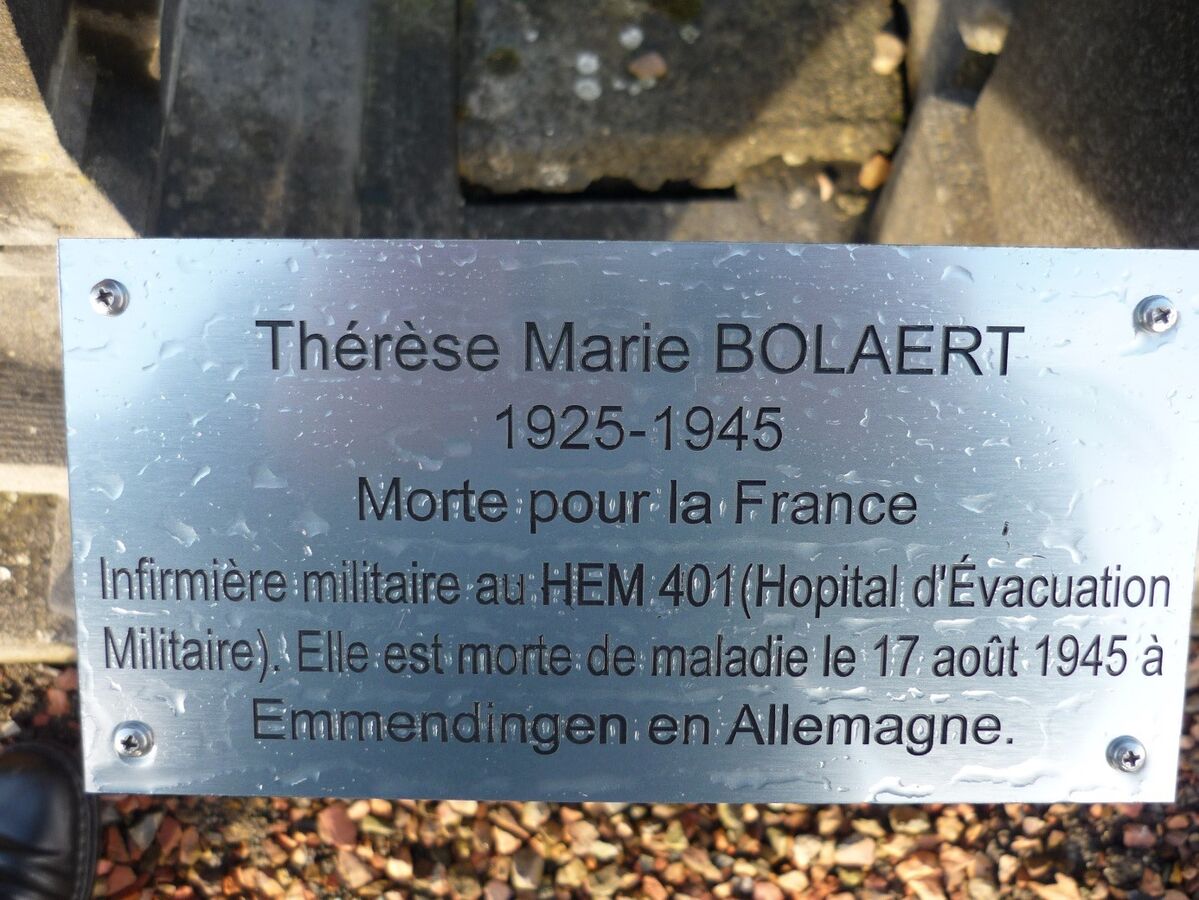 Thérèse Marie BOLAERT
1925-1945
Morte pour la France
Infirmière militaire au HEM 401(Hopital d'Évacuation
Militaire). Elle est morte de maladie le 17 août 1945 à
Emmendingen en Allemagne.